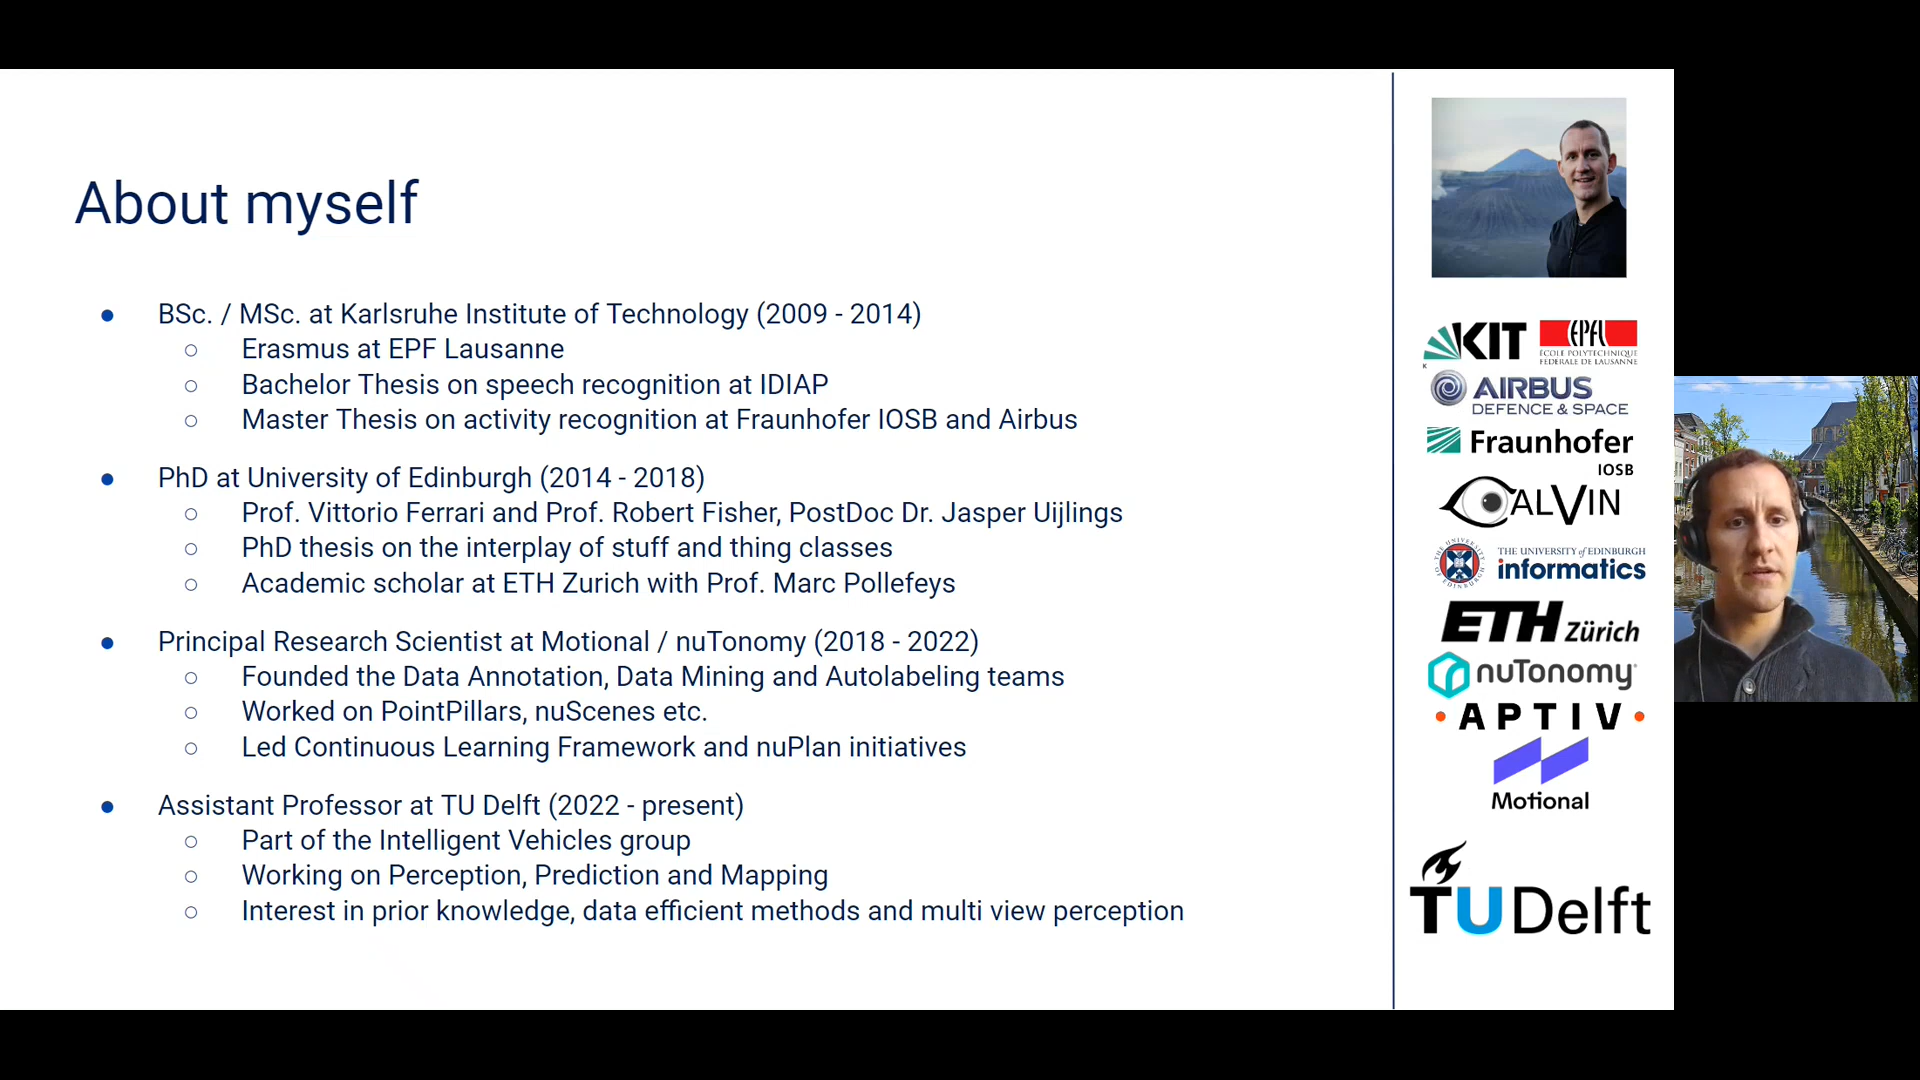 About myself
● BSc. / MSc. at Karlsruhe Institute of Technology (2009 - 2014)
○ Erasmus at EPF Lausanne
○ Bachelor Thesis on speech recognition at IDIAP
○ Master Thesis on activity recognition at Fraunhofer IOSB and Airbus
● PhD at University of Edinburgh (2014 - 2018)
○ Prof. Vittorio Ferrari and Prof. Robert Fisher, PostDoc Dr. Jasper Uijlings
○ PhD thesis on the interplay of stuff and thing classes
○ Academic scholar at ETH Zurich with Prof. Marc Pollefeys
● Principal Research Scientist at Motional / nuTonomy (2018 - 2022)
○ Founded the Data Annotation, Data Mining and Autolabeling teams
○ Worked on PointPillars, nuScenes etc.
○ Led Continuous Learning Framework and nuPlan initiatives
● Assistant Professor at TU Delft (2022 - present)
○ Part of the Intelligent Vehicles group
○ Working on Perception, Prediction and Mapping
○ Interest in prior knowledge, data efficient methods and multi view perception
KIT
K
EPFL
ÉCOLE POLYTECHNIQUE
FÉDÉRALE DE LAUSANNE
AIRBUS
DEFENCE & SPACE
Fraunhofer
IOSB
CALVIN
THE UNIVERSITY of EDINBURGH
informatics
ETH Zürich
nuTonomy
• APTIV •
Motional
TU Delft